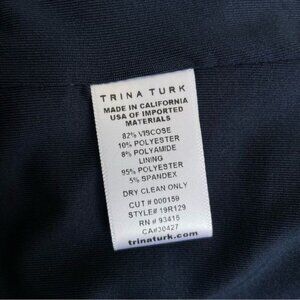 TRINA TURK
MADE IN CALIFORNIA
USA OF IMPORTED
MATERIALS
82% VISCOSE
10% POLYESTER
8% POLYAMIDE
LINING
95% POLYESTER
5% SPANDEX
DRY CLEAN ONLY
CUT # 000159
STYLE# 19R129
RN # 93415
CA#30427
trinaturk.com